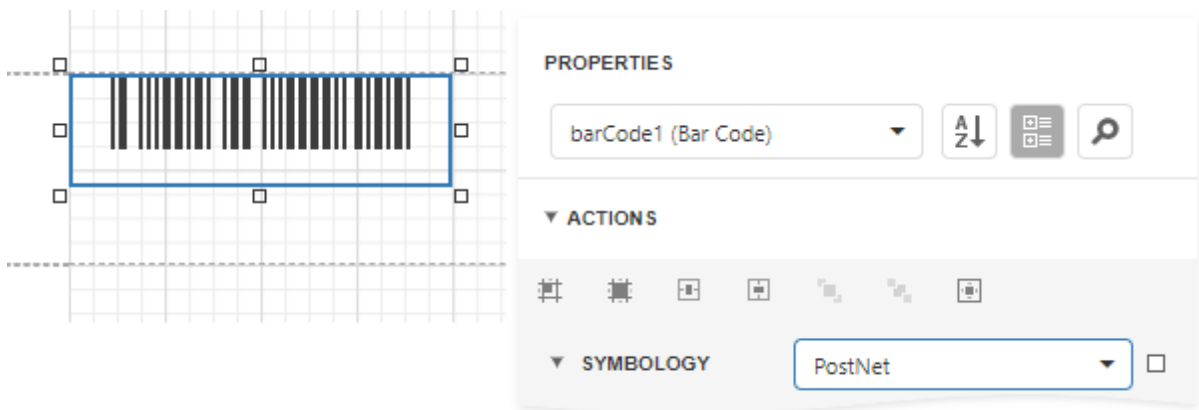 PROPERTIES
barCode1 (Bar Code)
A
Z
ACTIONS
SYMBOLOGY
PostNet